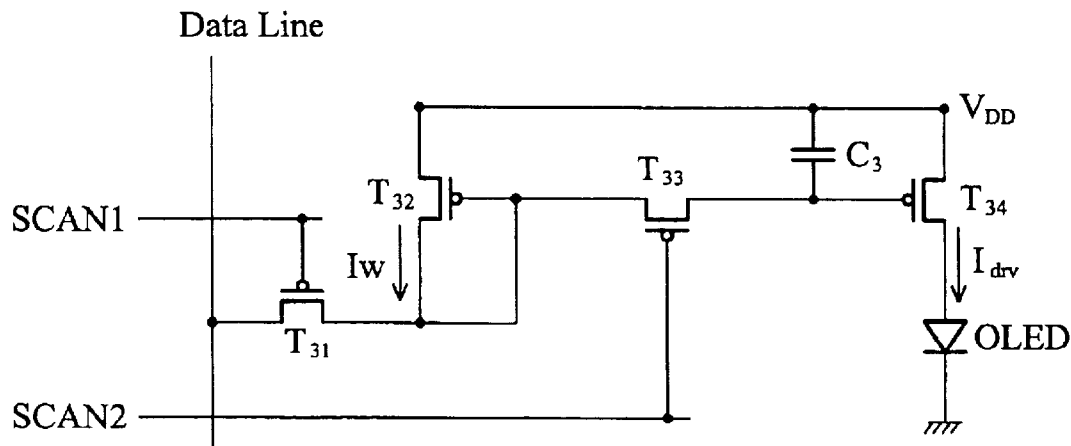 Data Line
V_DD
C_3
T_33
T_32
T_34
SCAN1
Iw
I_drv
T_31
OLED
SCAN2